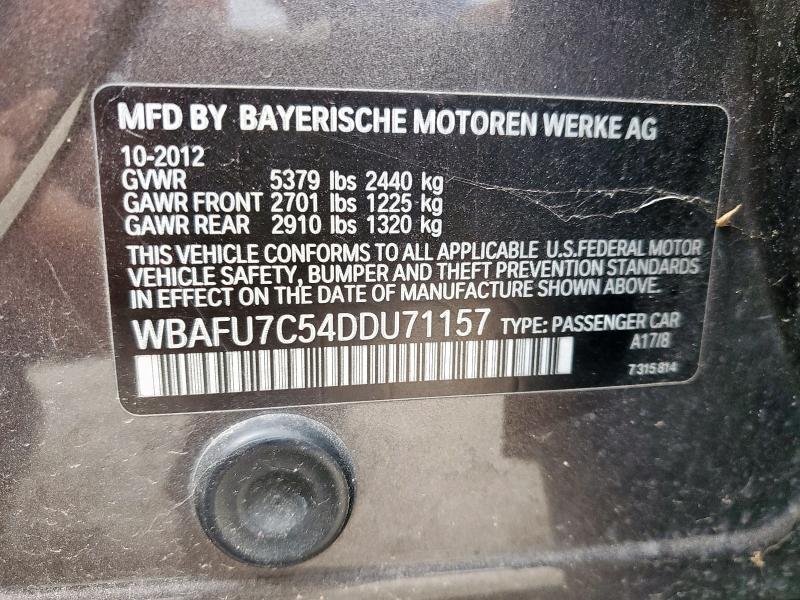 MFD BY BAYERISCHE MOTOREN WERKE AG
10-2012
GVWR 5379 lbs 2440 kg
GAWR FRONT 2701 lbs 1225 kg
GAWR REAR 2910 lbs 1320 kg
THIS VEHICLE CONFORMS TO ALL APPLICABLE U.S.FEDERAL MOTOR
VEHICLE SAFETY, BUMPER AND THEFT PREVENTION STANDARDS
IN EFFECT ON THE DATE OF MANUFACTURE SHOWN ABOVE.
WBAFU7C54DDU71157 TYPE: PASSENGER CAR
A17/8
7315814